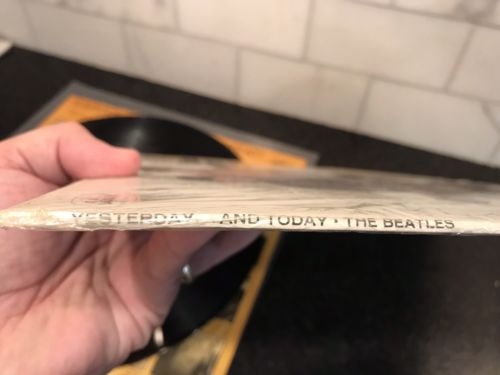 YESTERDAY AND TODAY • THE BEATLES